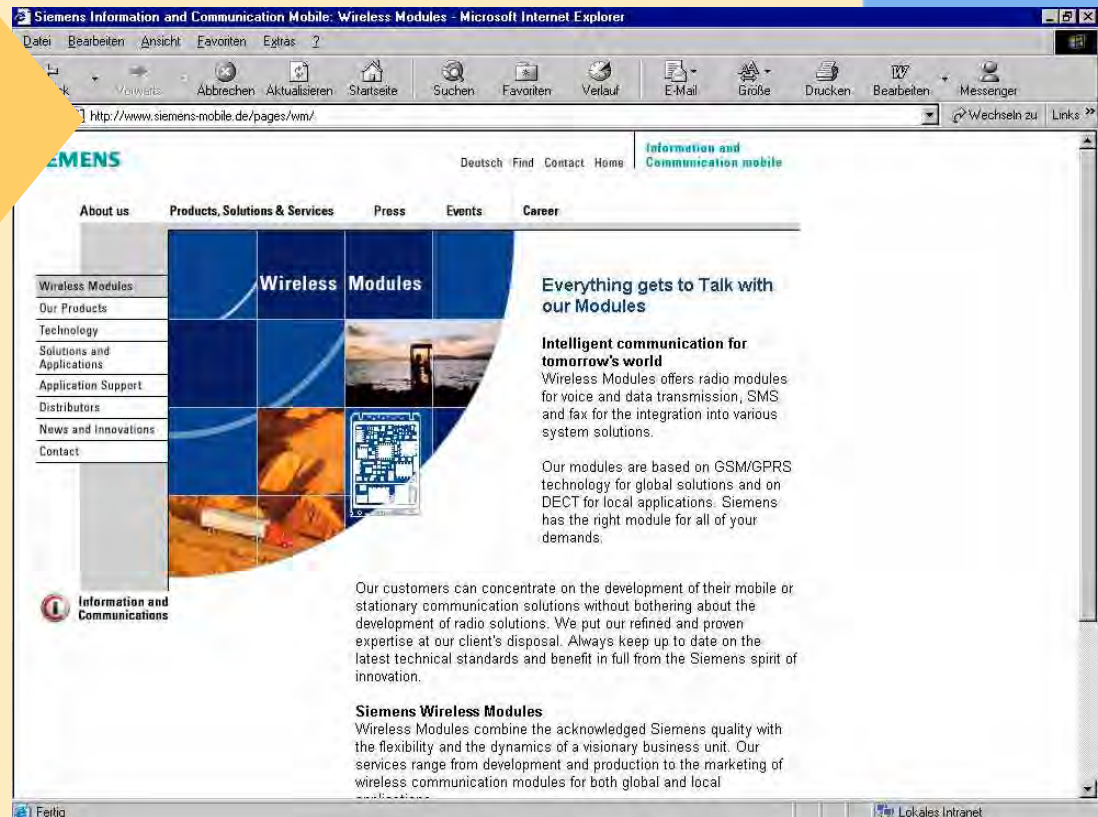 Siemens Information and Communication Mobile: Wireless Modules - Microsoft Internet Explorer
Datei Bearbeiten Ansicht Favoriten Extras ?
Vorwärts Abbrechen Aktualisieren Startseite Suchen Favoriten Verlauf E-Mail Größe Drucken Bearbeiten Messenger
http://www.siemens-mobile.de/pages/wm/ Wechseln zu Links »
EMENS
Deutsch Find Contact Home
Information and
Communication mobile
About us Products, Solutions & Services Press Events Career
Wireless Modules
Our Products
Technology
Solutions and
Applications
Application Support
Distributors
News and Innovations
Contact
Wireless Modules
Everything gets to Talk with
our Modules
Intelligent communication for
tomorrow's world
Wireless Modules offers radio modules
for voice and data transmission, SMS
and fax for the integration into various
system solutions.
Our modules are based on GSM/GPRS
technology for global solutions and on
DECT for local applications. Siemens
has the right module for all of your
demands.
Information and
Communications
Our customers can concentrate on the development of their mobile or
stationary communication solutions without bothering about the
development of radio solutions. We put our refined and proven
expertise at our client's disposal. Always keep up to date on the
latest technical standards and benefit in full from the Siemens spirit of
innovation.
Siemens Wireless Modules
Wireless Modules combine the acknowledged Siemens quality with
the flexibility and the dynamics of a visionary business unit. Our
services range from development and production to the marketing of
wireless communication modules for both global and local
Fertig Lokales Intranet